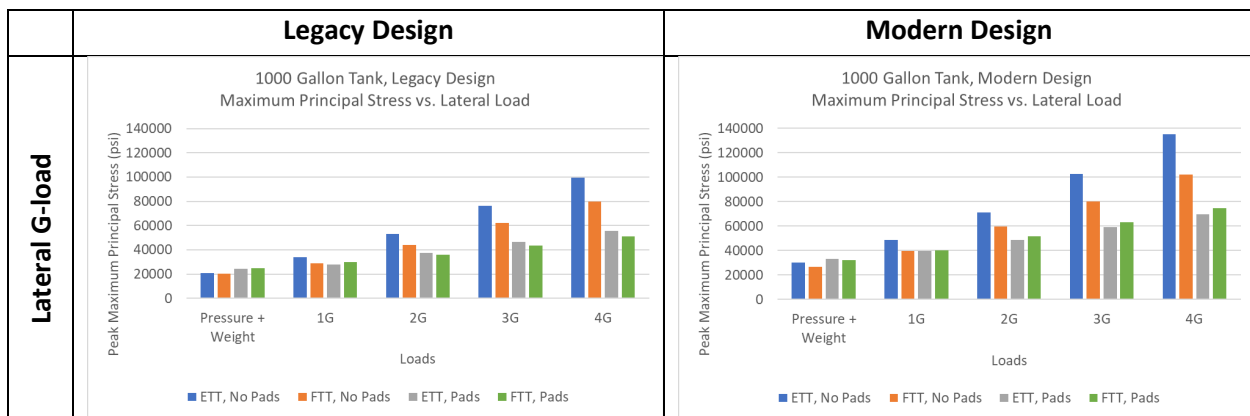 Legacy Design
Modern Design
Lateral G-load
1000 Gallon Tank, Legacy Design
Maximum Principal Stress vs. Lateral Load
Peak Maximum Principal Stress (psi)
140000
120000
100000
80000
60000
40000
20000
0
Pressure +
Weight
1G
2G
3G
4G
Loads
ETT, No Pads
FTT, No Pads
ETT, Pads
FTT, Pads
1000 Gallon Tank, Modern Design
Maximum Principal Stress vs. Lateral Load
Peak Maximum Principal Stress (psi)
140000
120000
100000
80000
60000
40000
20000
0
Pressure +
Weight
1G
2G
3G
4G
Loads
ETT, No Pads
FTT, No Pads
ETT, Pads
FTT, Pads